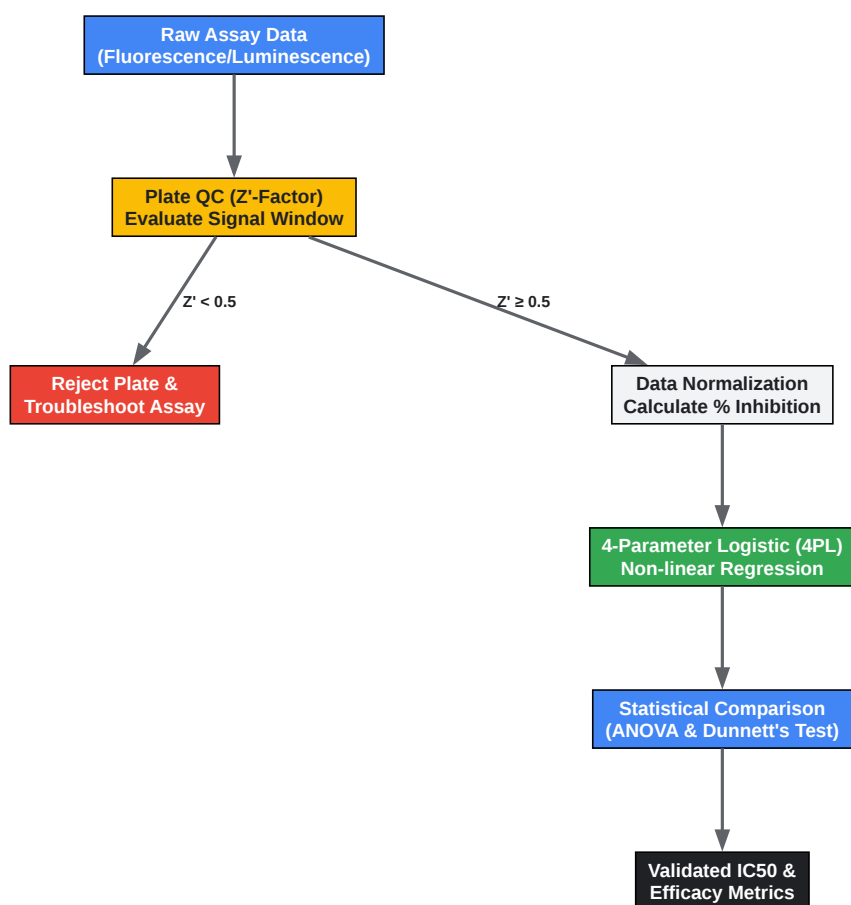 Raw Assay Data
(Fluorescence/Luminescence)
Plate QC (Z'-Factor)
Evaluate Signal Window
Z' < 0.5
Z' ≥ 0.5
Reject Plate &
Troubleshoot Assay
Data Normalization
Calculate % Inhibition
4-Parameter Logistic (4PL)
Non-linear Regression
Statistical Comparison
(ANOVA & Dunnett's Test)
Validated IC50 &
Efficacy Metrics